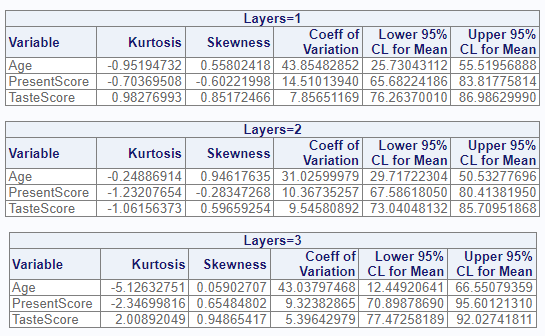 Layers=1
Variable Kurtosis Skewness Coeff of Variation Lower 95% CL for Mean Upper 95% CL for Mean
Age -0.95194732 0.55802418 43.85482852 25.73043112 55.51956888
PresentScore -0.70369508 -0.60221998 14.51013940 65.68224186 83.81775814
TasteScore 0.98276993 0.85172466 7.85651169 76.26370010 86.98629990
Layers=2
Variable Kurtosis Skewness Coeff of Variation Lower 95% CL for Mean Upper 95% CL for Mean
Age -0.24886914 0.94617635 31.02599979 29.71722304 50.53277696
PresentScore -1.23207654 -0.28347268 10.36735257 67.58618050 80.41381950
TasteScore -1.06156373 0.59659254 9.54580892 73.04048132 85.70951868
Layers=3
Variable Kurtosis Skewness Coeff of Variation Lower 95% CL for Mean Upper 95% CL for Mean
Age -5.12632751 0.05902707 43.03797468 12.44920641 66.55079359
PresentScore -2.34699816 0.65484802 9.32382865 70.89878690 95.60121310
TasteScore 2.00892049 0.94865417 5.39642979 77.47258189 92.02741811